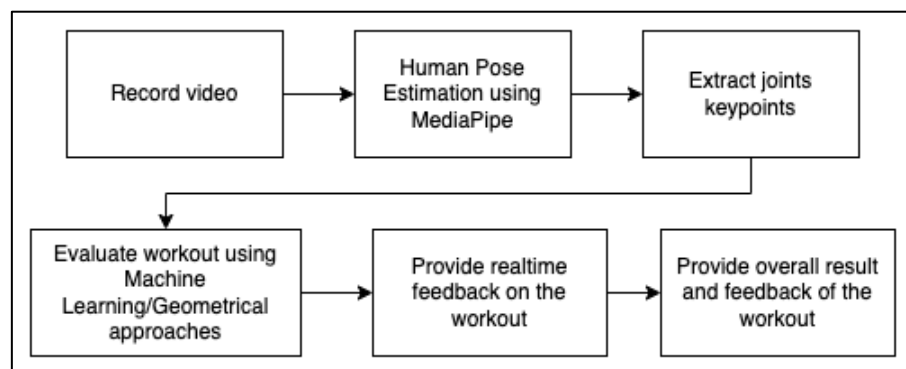 Record video
Human Pose
Estimation using
MediaPipe
Extract joints
keypoints
Evaluate workout using
Machine
Learning/Geometrical
approaches
Provide realtime
feedback on the
workout
Provide overall result
and feedback of the
workout